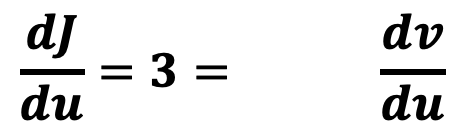 dJ/du = 3 = dv/du